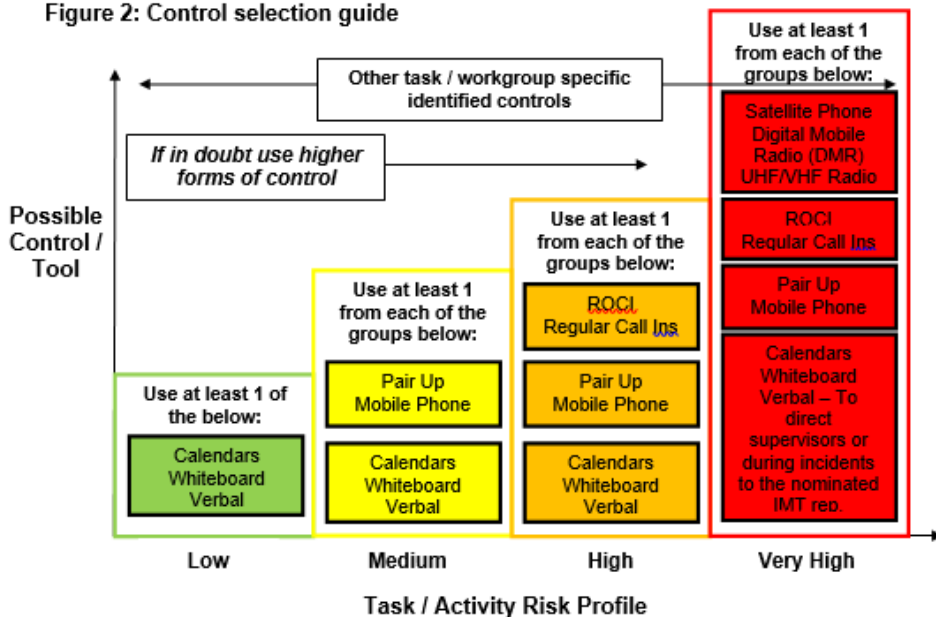 Figure 2: Control selection guide
Use at least 1
from each of the
groups below:
Other task / workgroup specific
identified controls
Satellite Phone
Digital Mobile
Radio (DMR)
UHF/VHF Radio
If in doubt use higher
forms of control
Possible
Control /
Tool
Use at least 1
from each of the
groups below:
ROCI
Regular Call Ins
Use at least 1
from each of the
groups below:
ROCI
Regular Call Ins
Pair Up
Mobile Phone
Use at least 1 of
the below:
Pair Up
Mobile Phone
Pair Up
Mobile Phone
Calendars
Whiteboard
Verbal – To
direct
supervisors or
during incidents
to the nominated
IMT rep.
Calendars
Whiteboard
Verbal
Calendars
Whiteboard
Verbal
Calendars
Whiteboard
Verbal
Low
Medium
High
Very High
Task / Activity Risk Profile